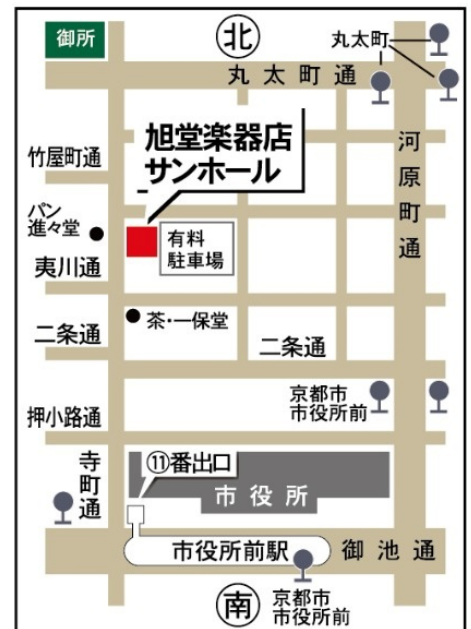 御所
北
丸太町
丸太町通
旭堂楽器店
サンホール
竹屋町通
河原町通
パン
進々堂
有料
駐車場
夷川通
茶・一保堂
二条通
二条通
京都市
市役所前
押小路通
寺町通
⑪番出口
市役所
市役所前駅
御池通
南
京都市
市役所前